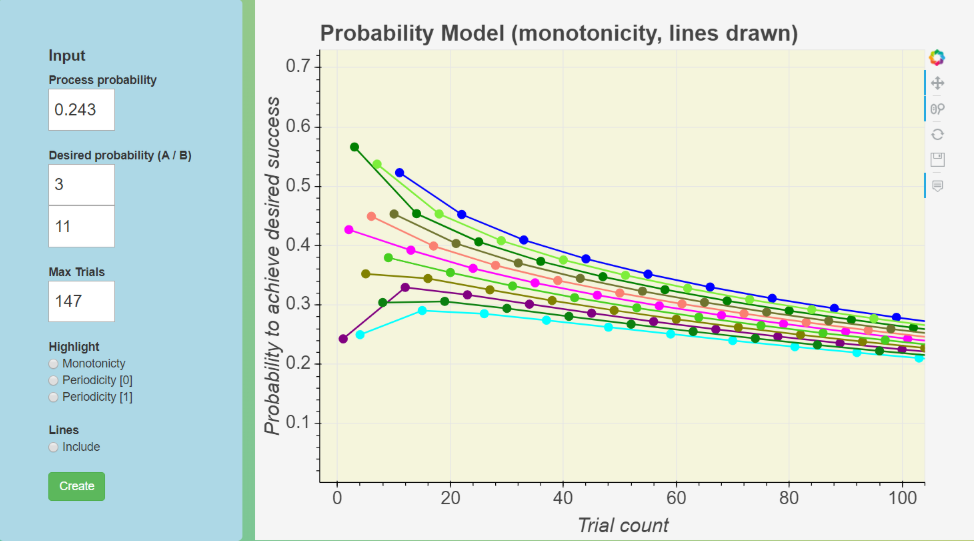 Input
Process probability
0.243
Desired probability (A / B)
3
11
Max Trials
147
Highlight
Monotonicty
Periodicity [0]
Periodicity [1]
Lines
Include
Create
Probability Model (monotonicity, lines drawn)
Probability to achieve desired success
0.7
0.6
0.5
0.4
0.3
0.2
0.1
0
20
40
60
80
100
Trial count